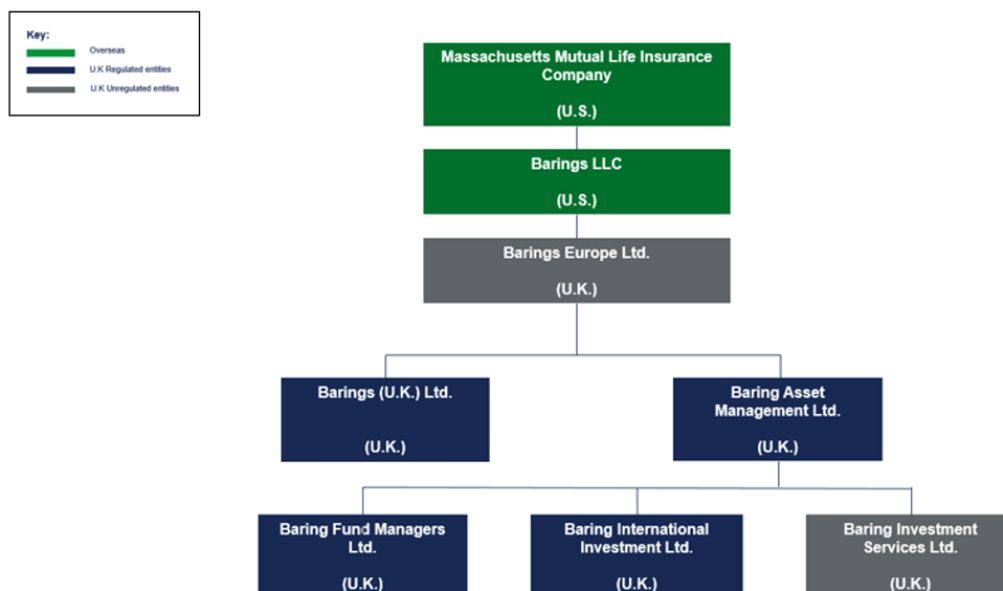 Key:
Overseas
U.K Regulated entities
U.K Unregulated entities
Massachusetts Mutual Life Insurance
Company
(U.S.)
Barings LLC
(U.S.)
Barings Europe Ltd.
(U.K.)
Barings (U.K.) Ltd.
(U.K.)
Baring Asset
Management Ltd.
(U.K.)
Baring Fund Managers
Ltd.
(U.K.)
Baring International
Investment Ltd.
(U.K.)
Baring Investment
Services Ltd.
(U.K.)